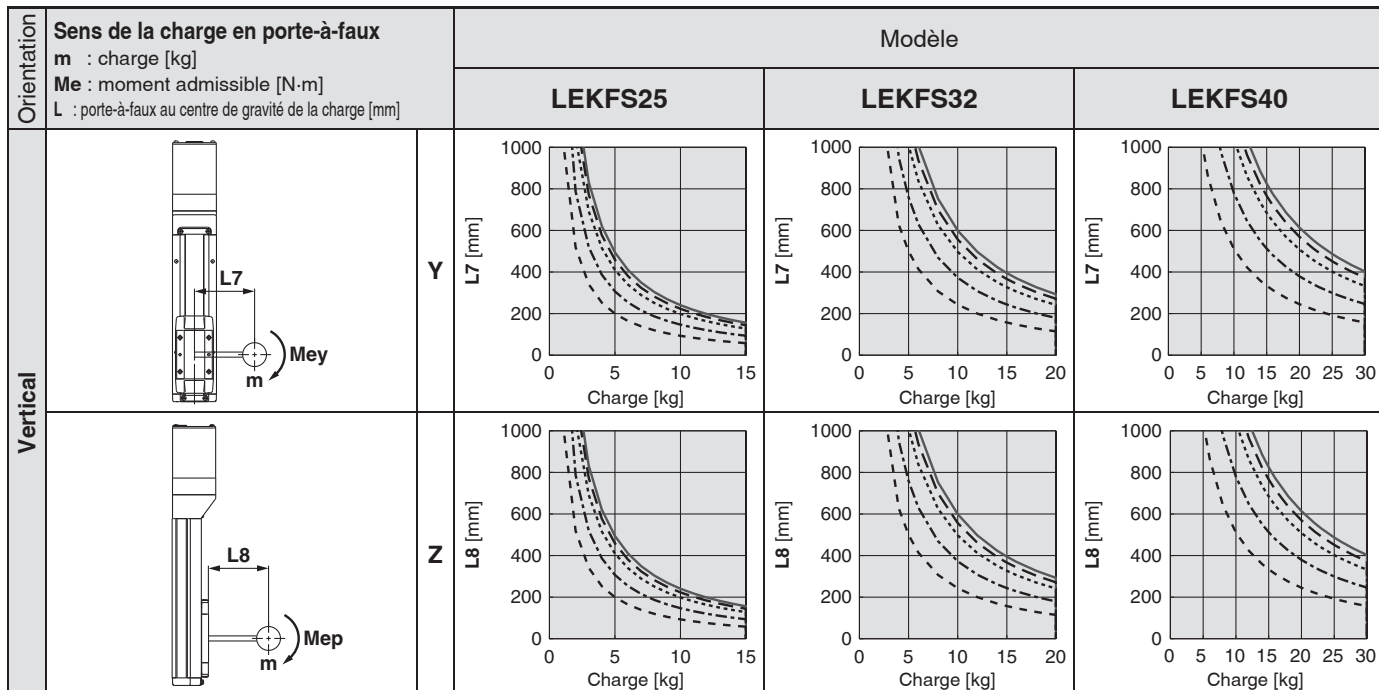 Orientation
Sens de la charge en porte-à-faux
m : charge [kg]
Me : moment admissible [N·m]
L : porte-à-faux au centre de gravité de la charge [mm]
Modèle
LEKFS25
LEKFS32
LEKFS40
Vertical
L7
Mey
m
Y
L7 [mm]
1000
800
600
400
200
0
0 5 10 15
Charge [kg]
L7 [mm]
1000
800
600
400
200
0
0 5 10 15 20
Charge [kg]
L7 [mm]
1000
800
600
400
200
0
0 5 10 15 20 25 30
Charge [kg]
L8
Mep
m
Z
L8 [mm]
1000
800
600
400
200
0
0 5 10 15
Charge [kg]
L8 [mm]
1000
800
600
400
200
0
0 5 10 15 20
Charge [kg]
L8 [mm]
1000
800
600
400
200
0
0 5 10 15 20 25 30
Charge [kg]